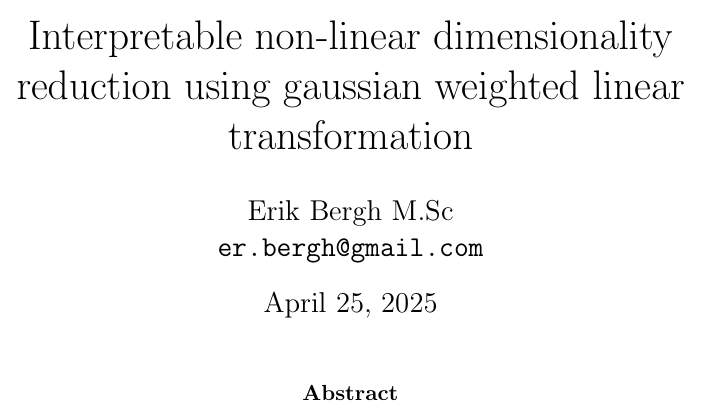 Interpretable non-linear dimensionality
reduction using gaussian weighted linear
transformation
Erik Bergh M.Sc
er.bergh@gmail.com
April 25, 2025
Abstract